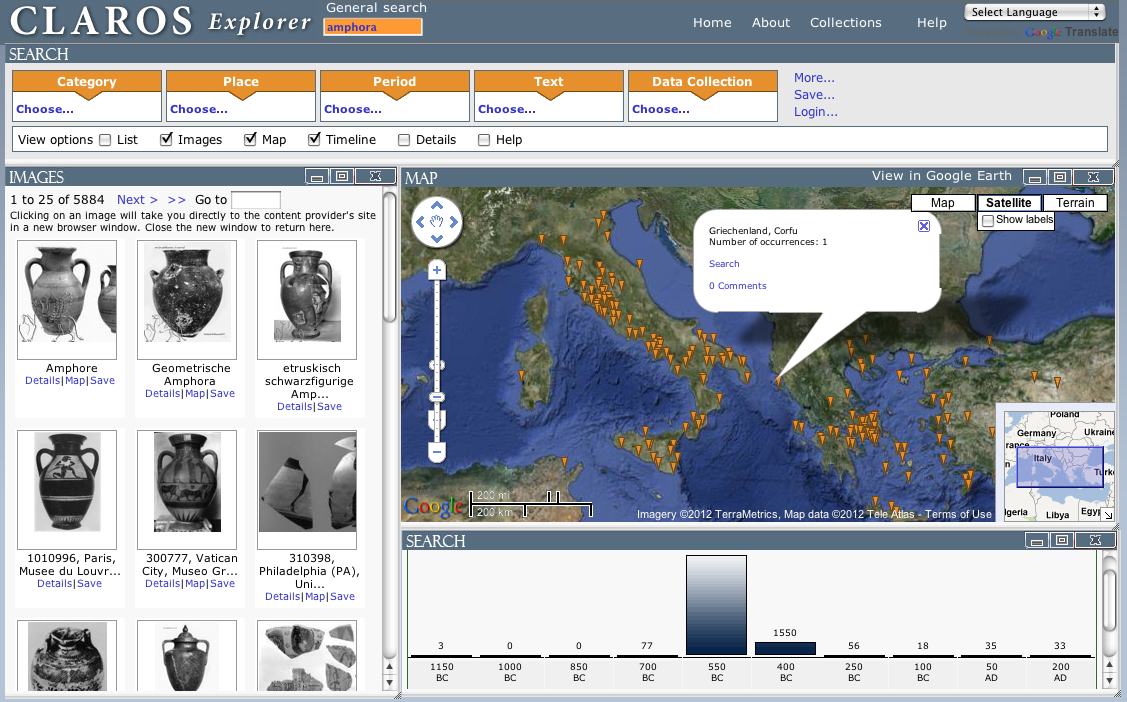 CLAROS Explorer
General search
amphora
Home About Collections Help
Select Language
Google Translate
SEARCH
Category Place Period Text Data Collection
Choose... Choose... Choose... Choose... Choose...
More...
Save...
Login...
View options List Images Map Timeline Details Help
IMAGES
1 to 25 of 5884 Next > >> Go to
Clicking on an image will take you directly to the content provider's site
in a new browser window. Close the new window to return here.
Amphore
Details|Map|Save
Geometrische
Amphora
Details|Map|Save
etruskisch
schwarzfigurige
Amp...
Details|Save
1010996, Paris,
Musee du Louvr...
Details|Save
300777, Vatican
City, Museo Gr...
Details|Map|Save
310398,
Philadelphia (PA),
Uni...
Details|Map|Save
MAP
View in Google Earth
Map Satellite Terrain
Show labels
Griechenland, Corfu
Number of occurrences: 1
Search
0 Comments
Poland
Germany
Ukraine
Italy
Libya
Google
200 mi
200 km
Imagery ©2012 TerraMetrics, Map data ©2012 Tele Atlas - Terms of Use
SEARCH
3 0 0 77 1550 56 18 35 33
1150 1000 850 700 550 400 250 100 50 200
BC BC BC BC BC BC BC BC AD AD